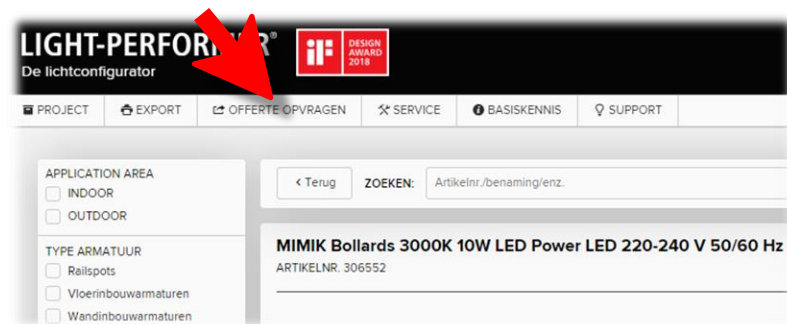 LIGHT-PERFORMER®
De lichtconfigurator
iF DESIGN AWARD 2018
PROJECT EXPORT OFFERTE OPVRAGEN SERVICE BASISKENNIS SUPPORT
APPLICATION AREA
INDOOR
OUTDOOR
TYPE ARMATUUR
Railspots
Vloerinbouwarmaturen
Wandinbouwarmaturen
Terug ZOEKEN: Artikelnr./benaming/enz.
MIMIK Bollards 3000K 10W LED Power LED 220-240 V 50/60 Hz
ARTIKELNR. 306552